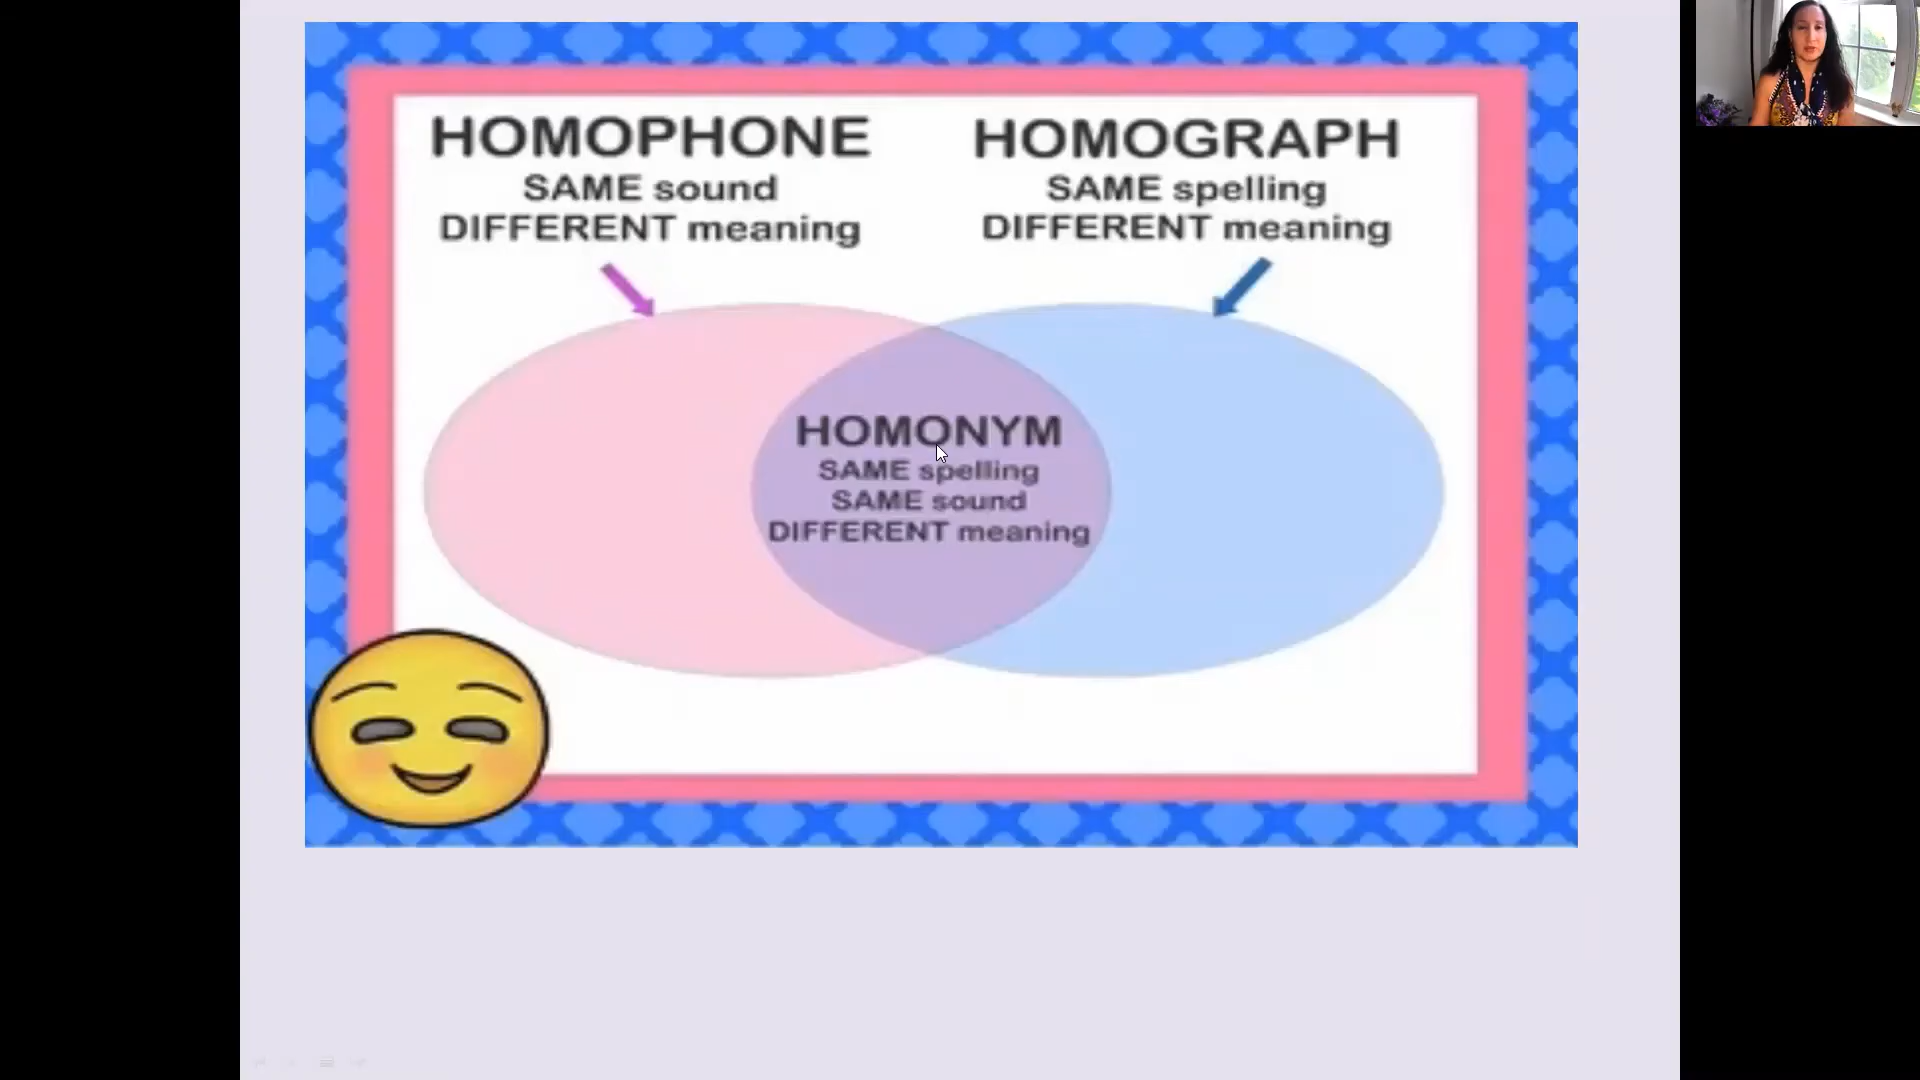 HOMOPHONE
SAME sound
DIFFERENT meaning
HOMOGRAPH
SAME spelling
DIFFERENT meaning
HOMONYM
SAME spelling
SAME sound
DIFFERENT meaning